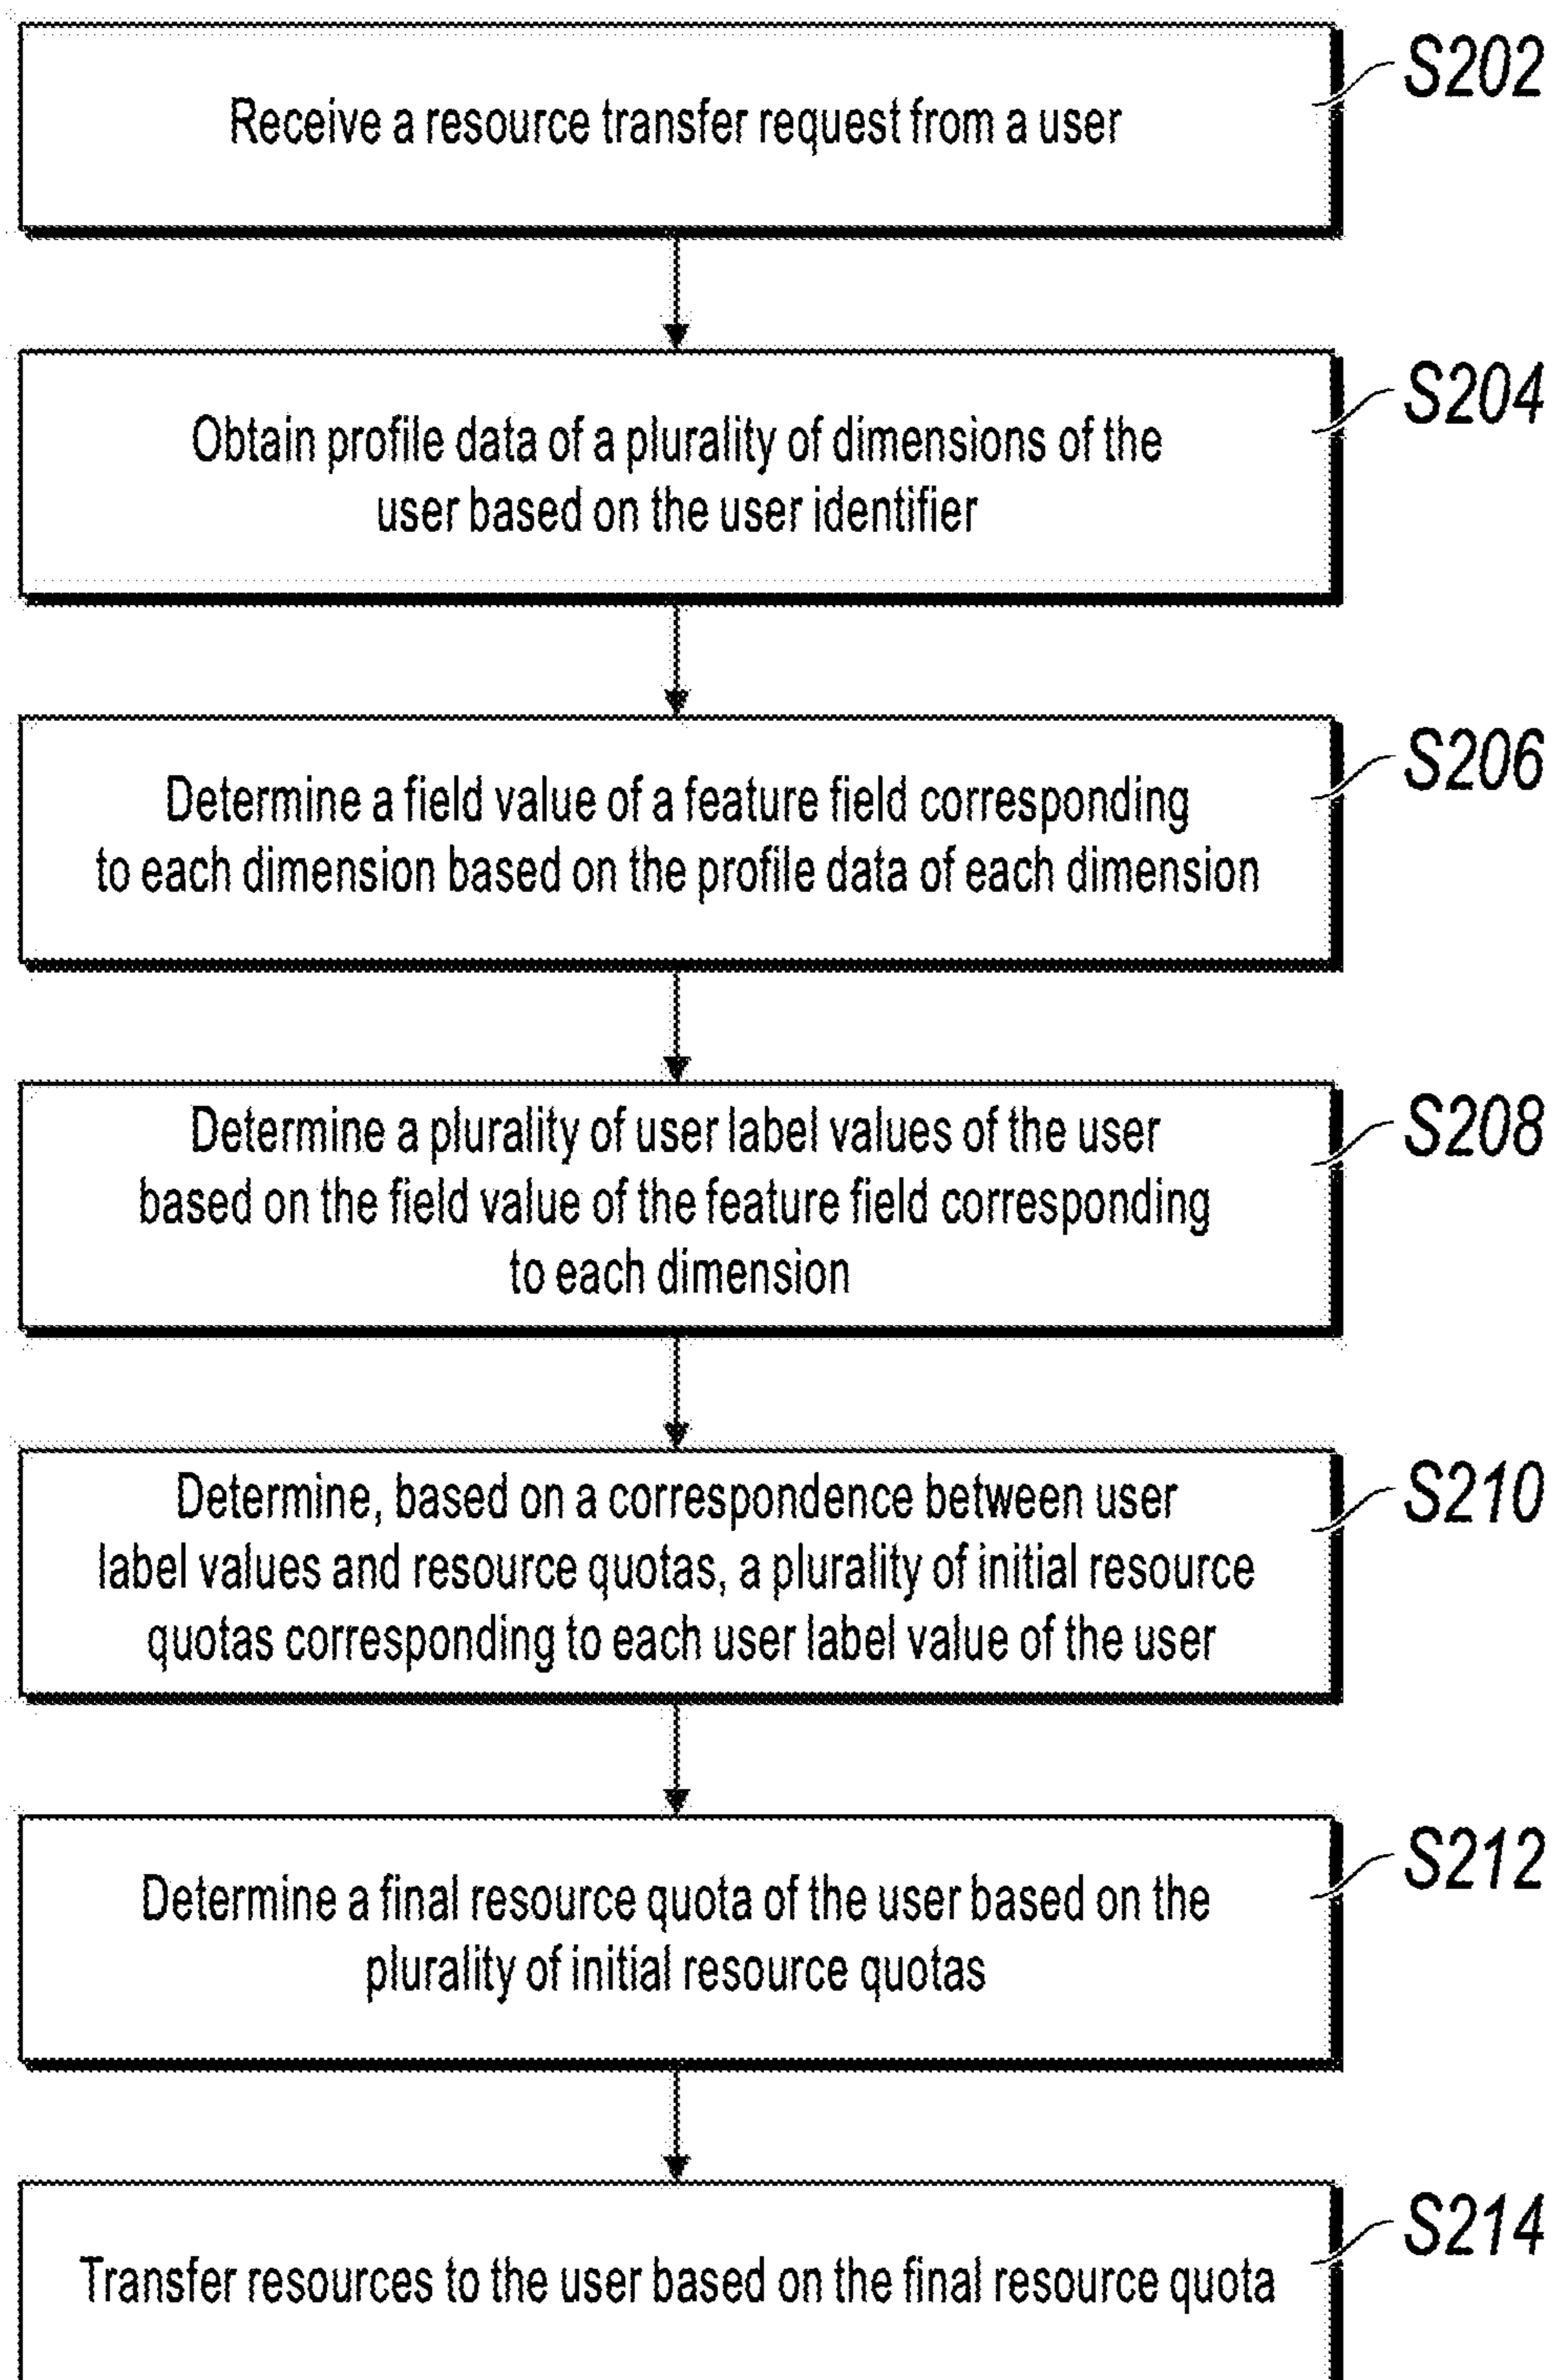 Receive a resource transfer request from a user
S202
Obtain profile data of a plurality of dimensions of the
user based on the user identifier
S204
Determine a field value of a feature field corresponding
to each dimension based on the profile data of each dimension
S206
Determine a plurality of user label values of the user
based on the field value of the feature field corresponding
to each dimension
S208
Determine, based on a correspondence between user
label values and resource quotas, a plurality of initial resource
quotas corresponding to each user label value of the user
S210
Determine a final resource quota of the user based on the
plurality of initial resource quotas
S212
Transfer resources to the user based on the final resource quota
S214